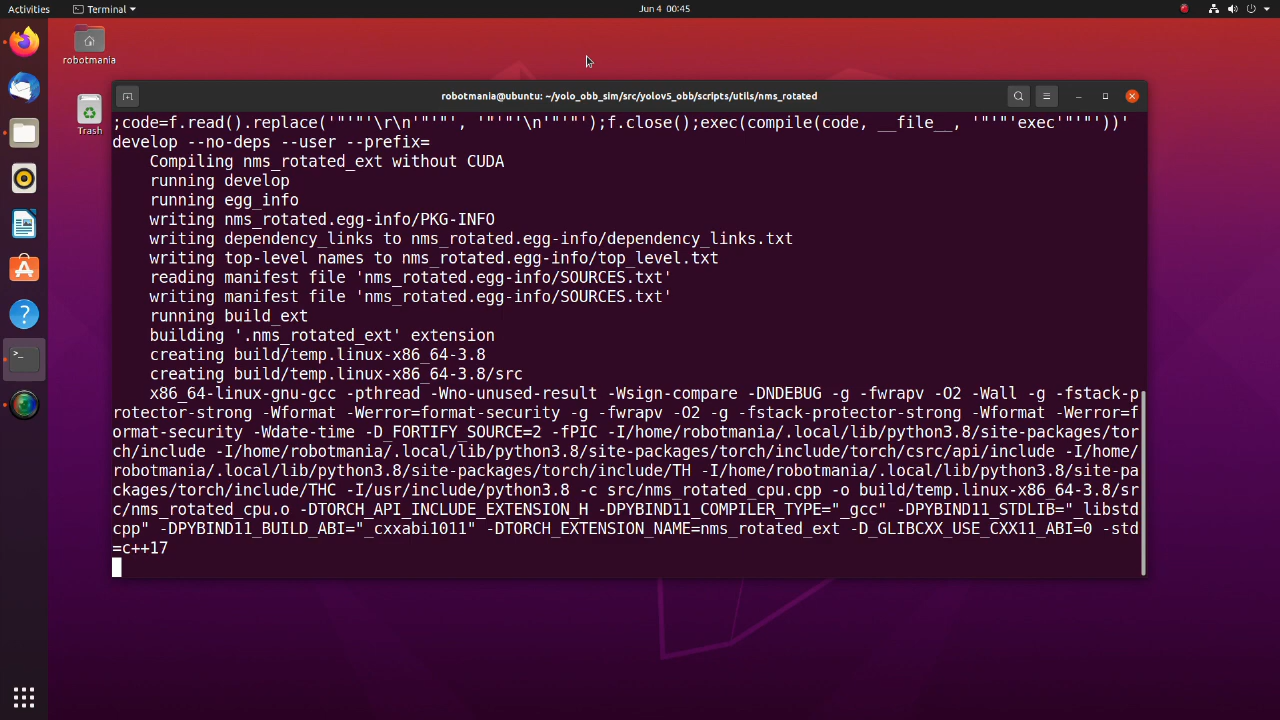 Activities
Terminal
Jun 4 00:45
robotmania
Trash
robotmania@ubuntu: ~/yolo_obb_sim/src/yolov5_obb/scripts/utils/nms_rotated
;code=f.read().replace('"'"'\r\n'"'"', '"'"'\n'"'"');f.close();exec(compile(code, __file__, '"'"'exec'"'"'))'
develop --no-deps --user --prefix=
Compiling nms_rotated_ext without CUDA
running develop
running egg_info
writing nms_rotated.egg-info/PKG-INFO
writing dependency_links to nms_rotated.egg-info/dependency_links.txt
writing top-level names to nms_rotated.egg-info/top_level.txt
reading manifest file 'nms_rotated.egg-info/SOURCES.txt'
writing manifest file 'nms_rotated.egg-info/SOURCES.txt'
running build_ext
building '.nms_rotated_ext' extension
creating build/temp.linux-x86_64-3.8
creating build/temp.linux-x86_64-3.8/src
x86_64-linux-gnu-gcc -pthread -Wno-unused-result -Wsign-compare -DNDEBUG -g -fwrapv -O2 -Wall -g -fstack-p
rotector-strong -Wformat -Werror=format-security -g -fwrapv -O2 -g -fstack-protector-strong -Wformat -Werror=f
ormat-security -Wdate-time -D_FORTIFY_SOURCE=2 -fPIC -I/home/robotmania/.local/lib/python3.8/site-packages/tor
ch/include -I/home/robotmania/.local/lib/python3.8/site-packages/torch/include/torch/csrc/api/include -I/home/
robotmania/.local/lib/python3.8/site-packages/torch/include/TH -I/home/robotmania/.local/lib/python3.8/site-pa
ckages/torch/include/THC -I/usr/include/python3.8 -c src/nms_rotated_cpu.cpp -o build/temp.linux-x86_64-3.8/sr
c/nms_rotated_cpu.o -DTORCH_API_INCLUDE_EXTENSION_H -DPYBIND11_COMPILER_TYPE="_gcc" -DPYBIND11_STDLIB="_libstd
cpp" -DPYBIND11_BUILD_ABI="_cxxabi1011" -DTORCH_EXTENSION_NAME=nms_rotated_ext -D_GLIBCXX_USE_CXX11_ABI=0 -std
=c++17